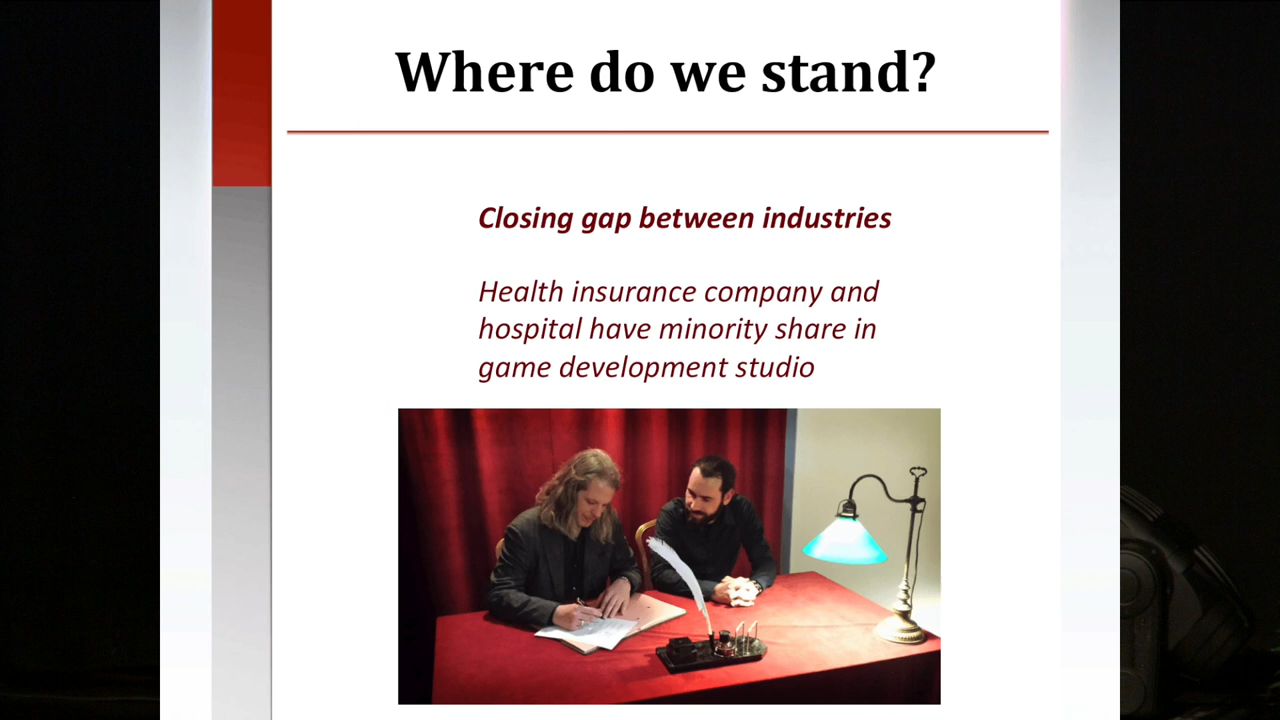 Where do we stand?
Closing gap between industries
Health insurance company and
hospital have minority share in
game development studio